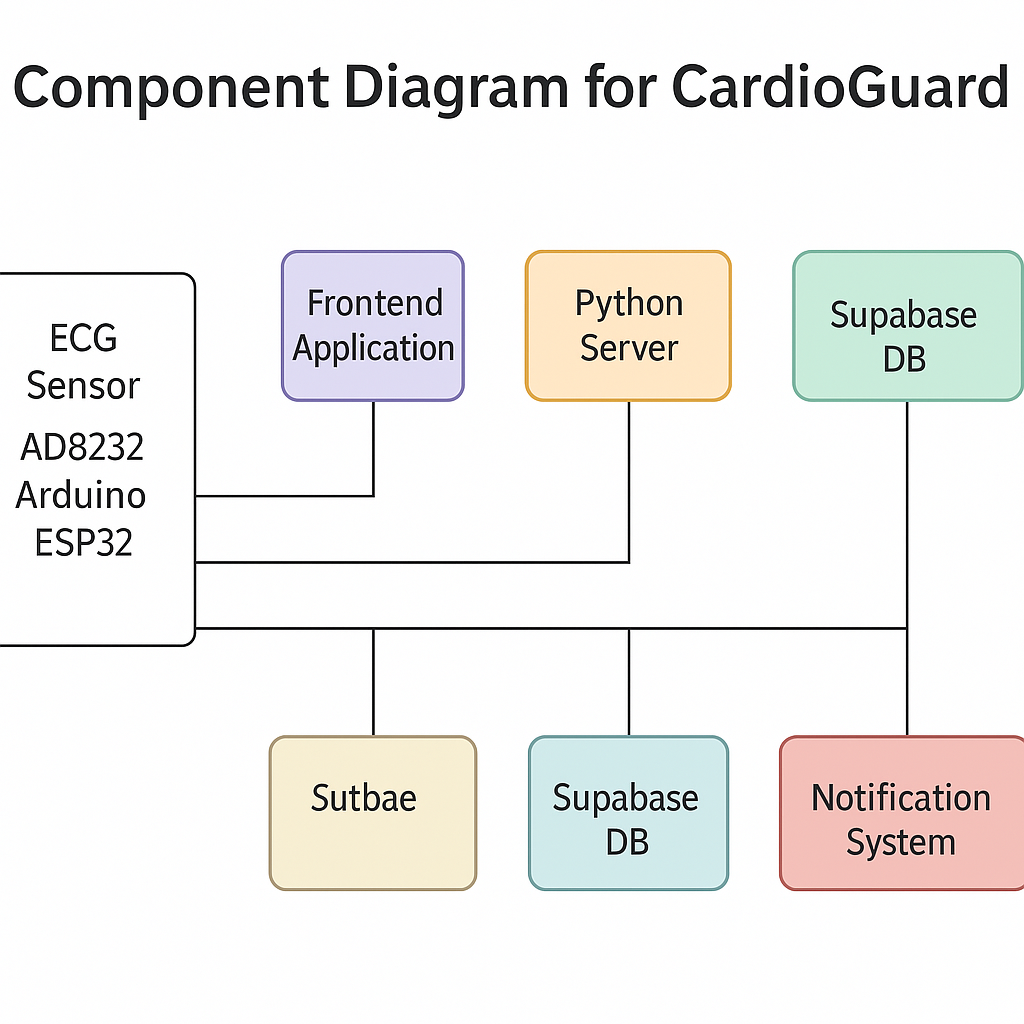 Component Diagram for CardioGuard
ECG
Sensor
AD8232
Arduino
ESP32
Frontend
Application
Python
Server
Supabase
DB
Sutbae
Supabase
DB
Notification
System